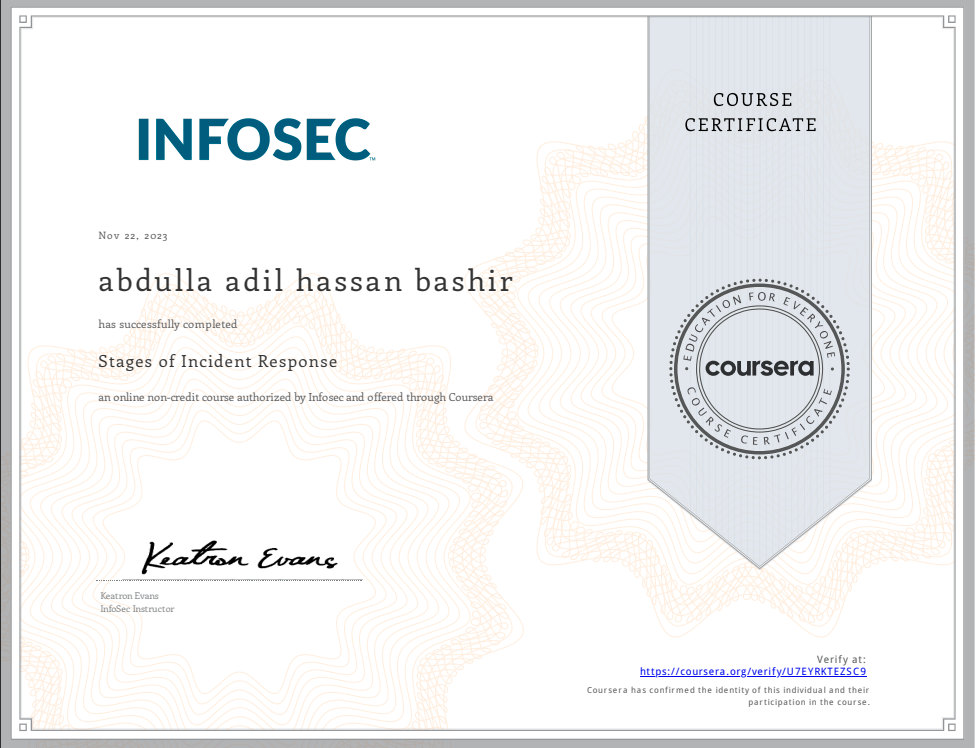 INFOSEC™
COURSE
CERTIFICATE
Nov 22, 2023
abdulla adil hassan bashir
has successfully completed
Stages of Incident Response
an online non-credit course authorized by Infosec and offered through Coursera
EDUCATION FOR EVERYONE
coursera
COURSE CERTIFICATE
Keatron Evans
Keatron Evans
InfoSec Instructor
Verify at:
https://coursera.org/verify/U7EYRKTEZSC9
Coursera has confirmed the identity of this individual and their
participation in the course.